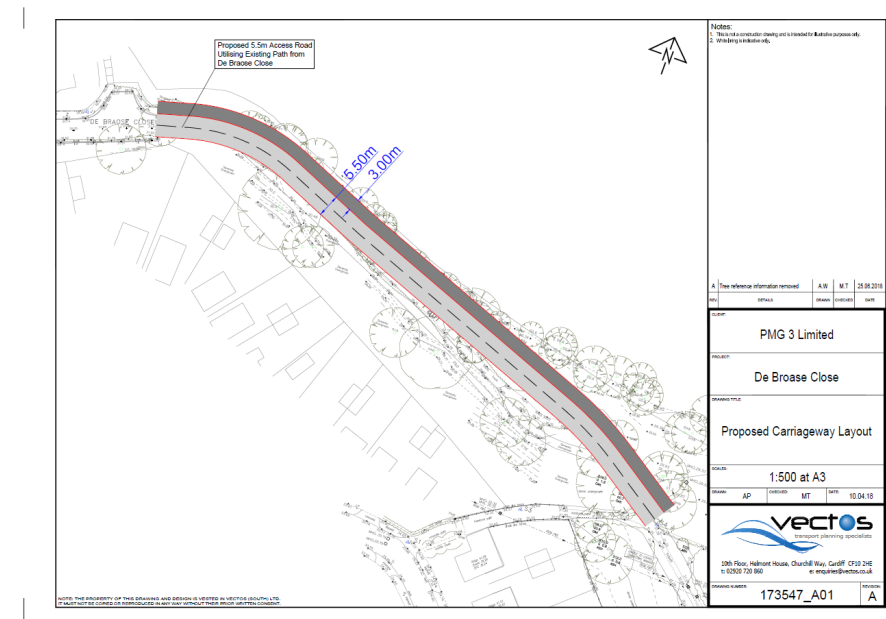 Proposed 5.5m Access Road
Utilising Existing Path from
De Braose Close
DE BRAOSE CLOSE
5.50m
3.00m
N
Notes:
1. This is not a construction drawing and is intended for illustrative purposes only.
2. White lining is indicative only.
A Tree reference information removed A.W M.T 25.06.2018
REV. DETAILS DRAWN CHECKED DATE
CLIENT:
PMG 3 Limited
PROJECT:
De Broase Close
DRAWING TITLE:
Proposed Carriageway Layout
SCALES:
1:500 at A3
DRAWN: AP CHECKED: MT DATE: 10.04.18
vectos
transport planning specialists
10th Floor, Helmont House, Churchill Way, Cardiff CF10 2HE
t: 02920 720 860 e: enquiries@vectos.co.uk
DRAWING NUMBER: REVISION:
173547_A01 A
NOTE: THE PROPERTY OF THIS DRAWING AND DESIGN IS VESTED IN VECTOS (SOUTH) LTD.
IT MUST NOT BE COPIED OR REPRODUCED IN ANY WAY WITHOUT THEIR PRIOR WRITTEN CONSENT.